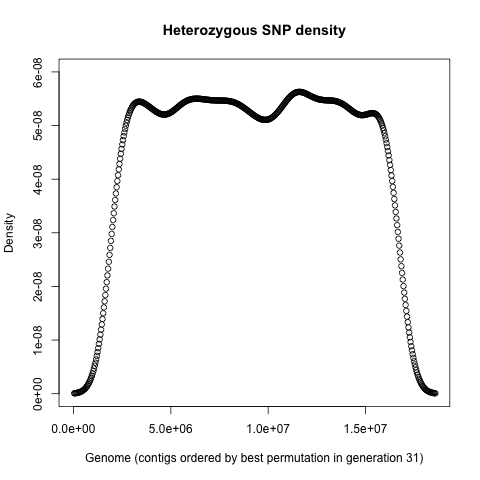 Heterozygous SNP density
6e-08
5e-08
4e-08
3e-08
2e-08
1e-08
0e+00
Density
0.0e+00 5.0e+06 1.0e+07 1.5e+07
Genome (contigs ordered by best permutation in generation 31)